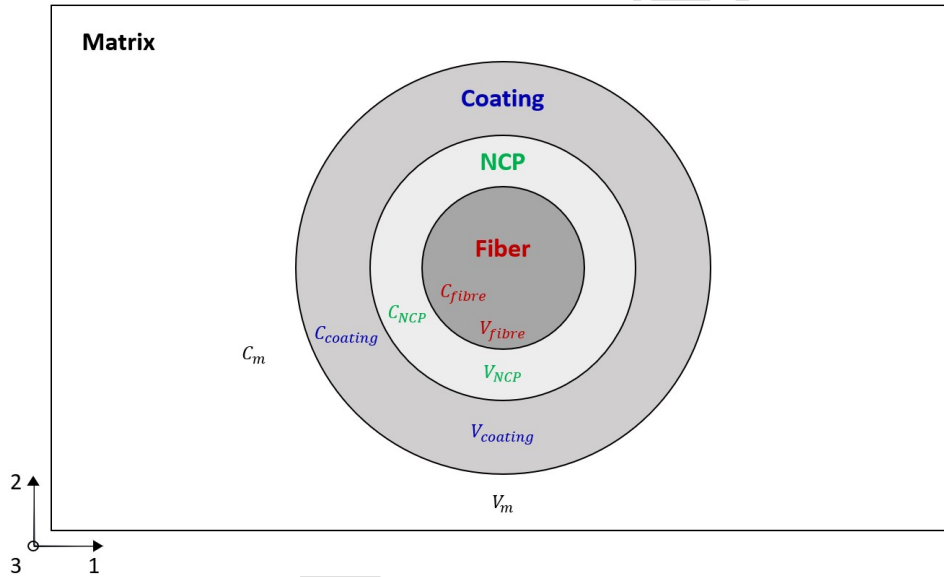 Matrix
Coating
NCP
Fiber
C_fibre
C_NCP
V_fibre
C_coating
C_m
V_NCP
V_coating
2
V_m
3
1